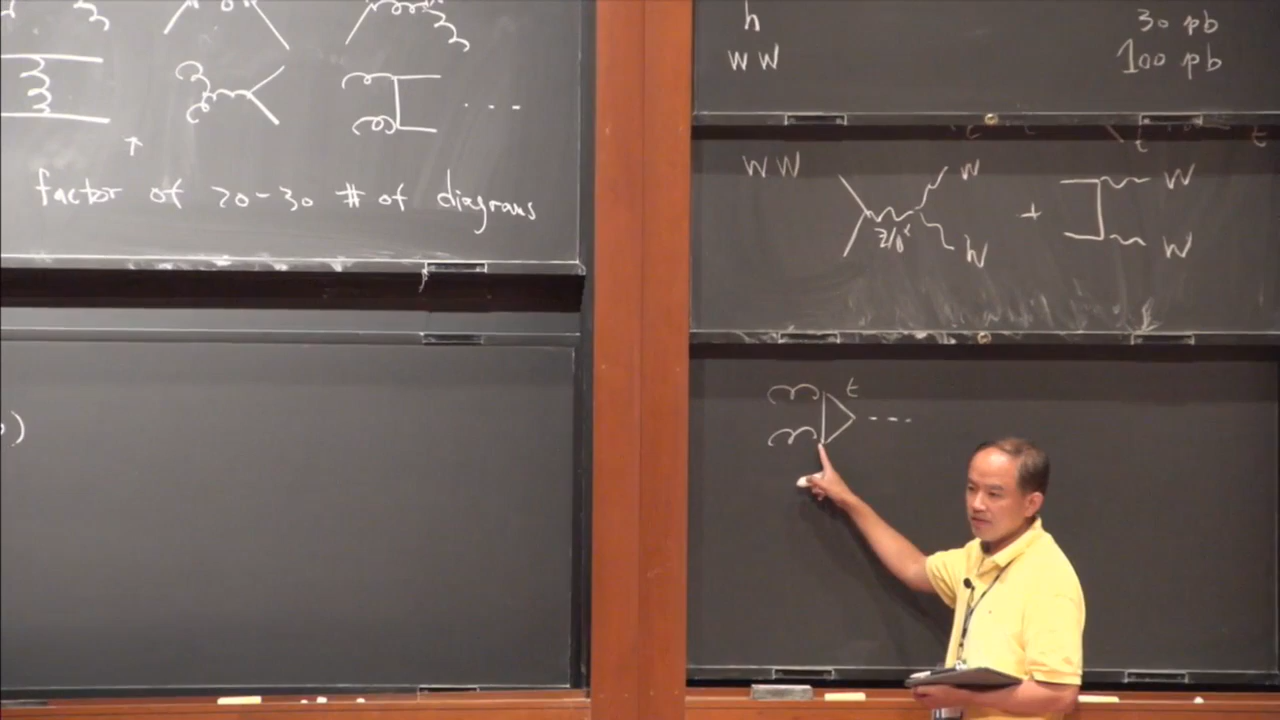 factor of 20-30 # of diagrams
)
h 30 pb
WW 100 pb
t t
WW
W W
Z/γ* +
W W
t